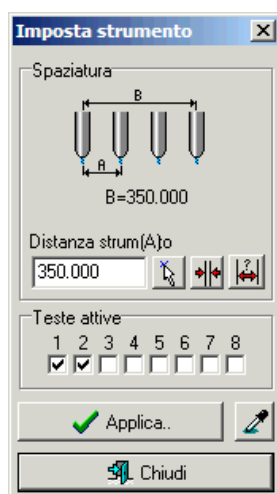 Imposta strumento
Spaziatura
B
A
B=350.000
Distanza strum(A)to
350.000
?
Teste attive
1 2 3 4 5 6 7 8
Applica..
Chiudi